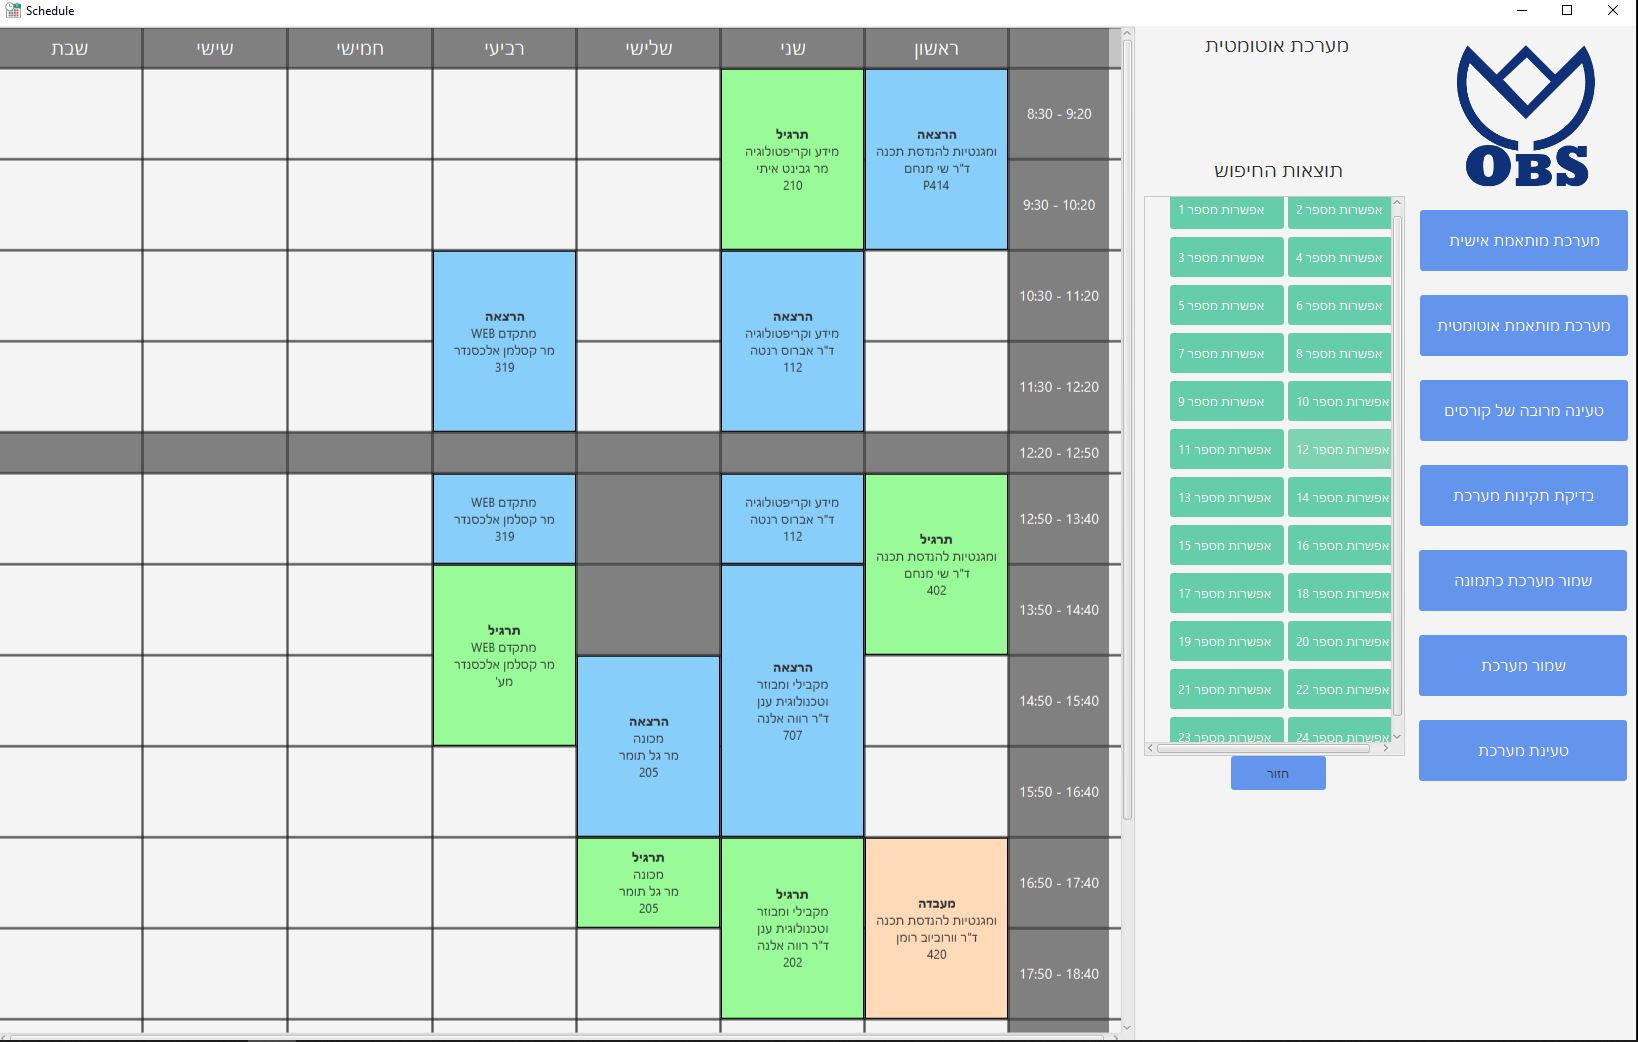 Schedule
ראשון
שני
שלישי
רביעי
חמישי
שישי
שבת
8:30 - 9:20
9:30 - 10:20
10:30 - 11:20
11:30 - 12:20
12:20 - 12:50
12:50 - 13:40
13:50 - 14:40
14:50 - 15:40
15:50 - 16:40
16:50 - 17:40
17:50 - 18:40
הרצאה
ומגנטיות להנדסת תכנה
ד"ר שי מנחם
P414
תרגיל
ומגנטיות להנדסת תכנה
ד"ר שי מנחם
402
מעבדה
ומגנטיות להנדסת תכנה
ד"ר וורוביוב רומן
420
תרגיל
מידע וקריפטולוגיה
מר גבינט איתי
210
הרצאה
מידע וקריפטולוגיה
ד"ר אברוס רנטה
112
מידע וקריפטולוגיה
ד"ר אברוס רנטה
112
הרצאה
מקבילי ומבוזר
וטכנולוגית ענן
ד"ר רווה אלנה
707
תרגיל
מקבילי ומבוזר
וטכנולוגית ענן
ד"ר רווה אלנה
202
הרצאה
מכונה
מר גל תומר
205
תרגיל
מכונה
מר גל תומר
205
הרצאה
מתקדם WEB
מר קסלמן אלכסנדר
319
מתקדם WEB
מר קסלמן אלכסנדר
319
תרגיל
מתקדם WEB
מר קסלמן אלכסנדר
מע'
מערכת אוטומטית
תוצאות החיפוש
אפשרות מספר 1
אפשרות מספר 2
אפשרות מספר 3
אפשרות מספר 4
אפשרות מספר 5
אפשרות מספר 6
אפשרות מספר 7
אפשרות מספר 8
אפשרות מספר 9
אפשרות מספר 10
אפשרות מספר 11
אפשרות מספר 12
אפשרות מספר 13
אפשרות מספר 14
אפשרות מספר 15
אפשרות מספר 16
אפשרות מספר 17
אפשרות מספר 18
אפשרות מספר 19
אפשרות מספר 20
אפשרות מספר 21
אפשרות מספר 22
אפשרות מספר 23
אפשרות מספר 24
חזור
OBS
מערכת מותאמת אישית
מערכת מותאמת אוטומטית
טעינה מרובה של קורסים
בדיקת תקינות מערכת
שמור מערכת כתמונה
שמור מערכת
טעינת מערכת